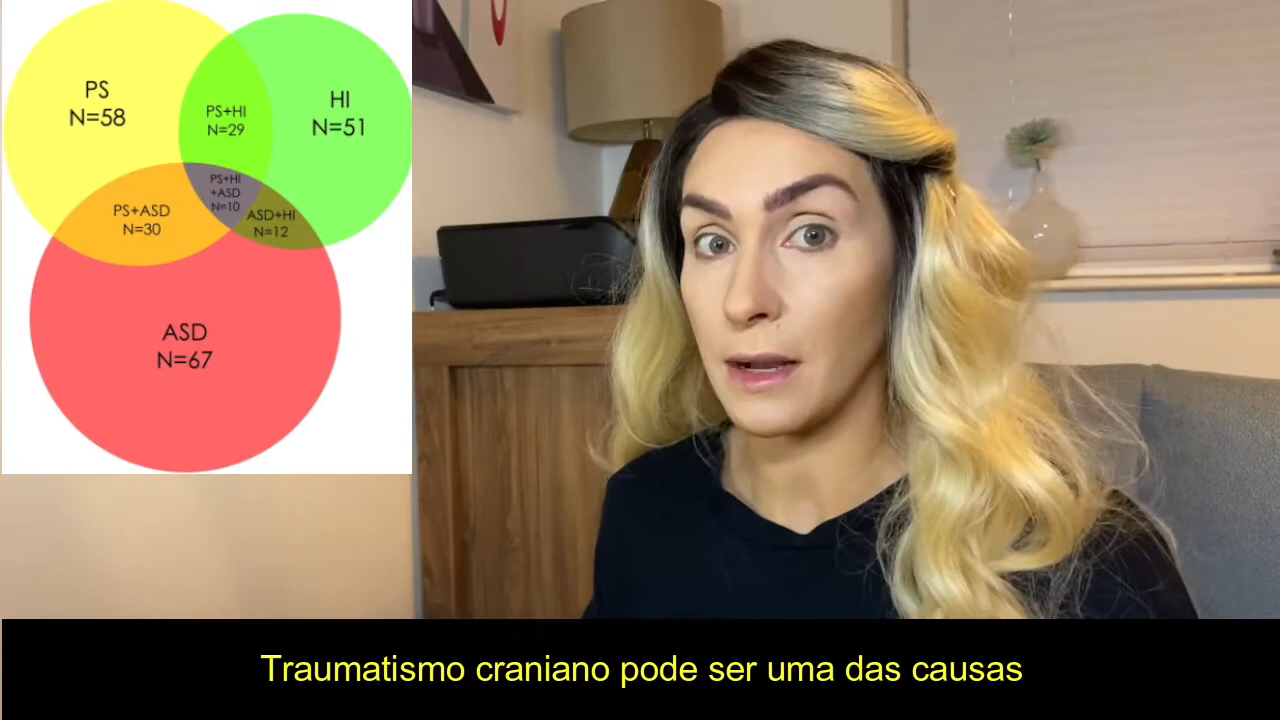 PS
N=58
HI
N=51
PS+HI
N=29
PS+HI
+ASD
N=10
PS+ASD
N=30
ASD+HI
N=12
ASD
N=67
Traumatismo craniano pode ser uma das causas